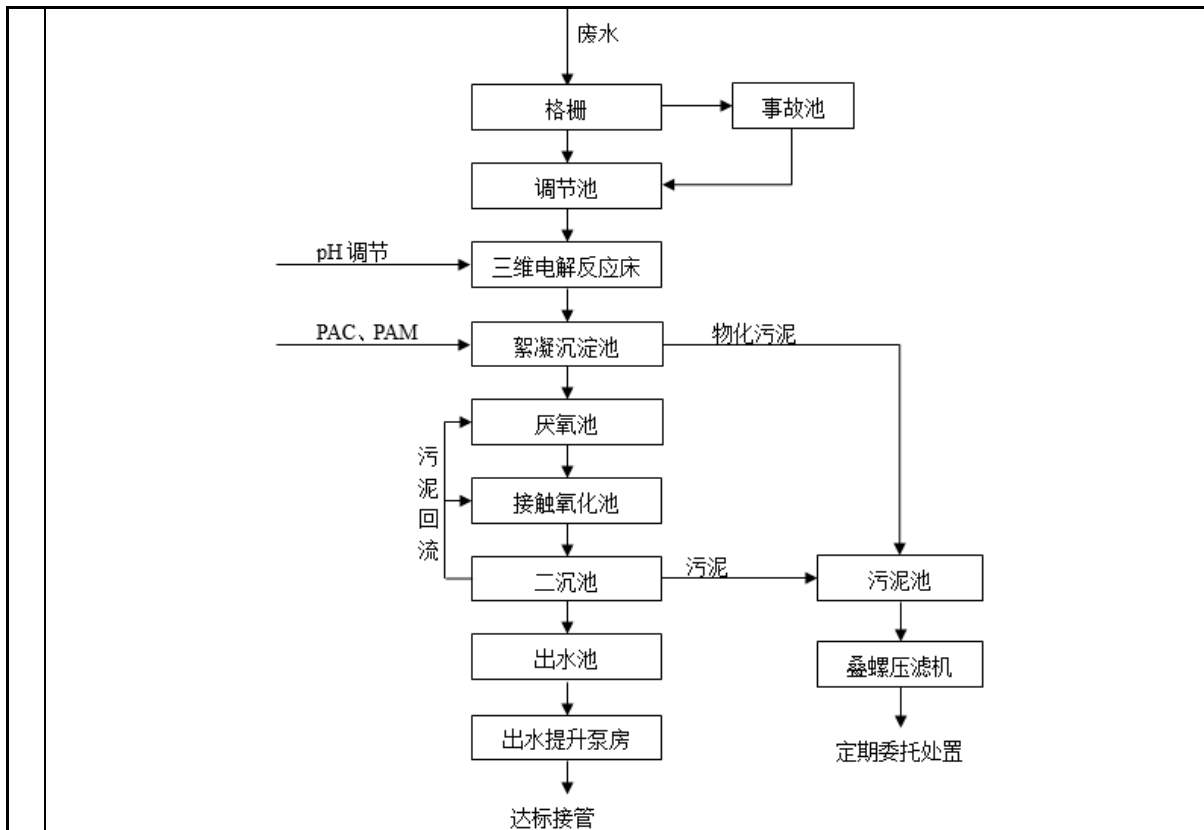 废水
格栅
事故池
调节池
pH 调节
三维电解反应床
PAC、PAM
絮凝沉淀池
物化污泥
厌氧池
污泥回流
接触氧化池
二沉池
污泥
污泥池
出水池
叠螺压滤机
出水提升泵房
定期委托处置
达标接管